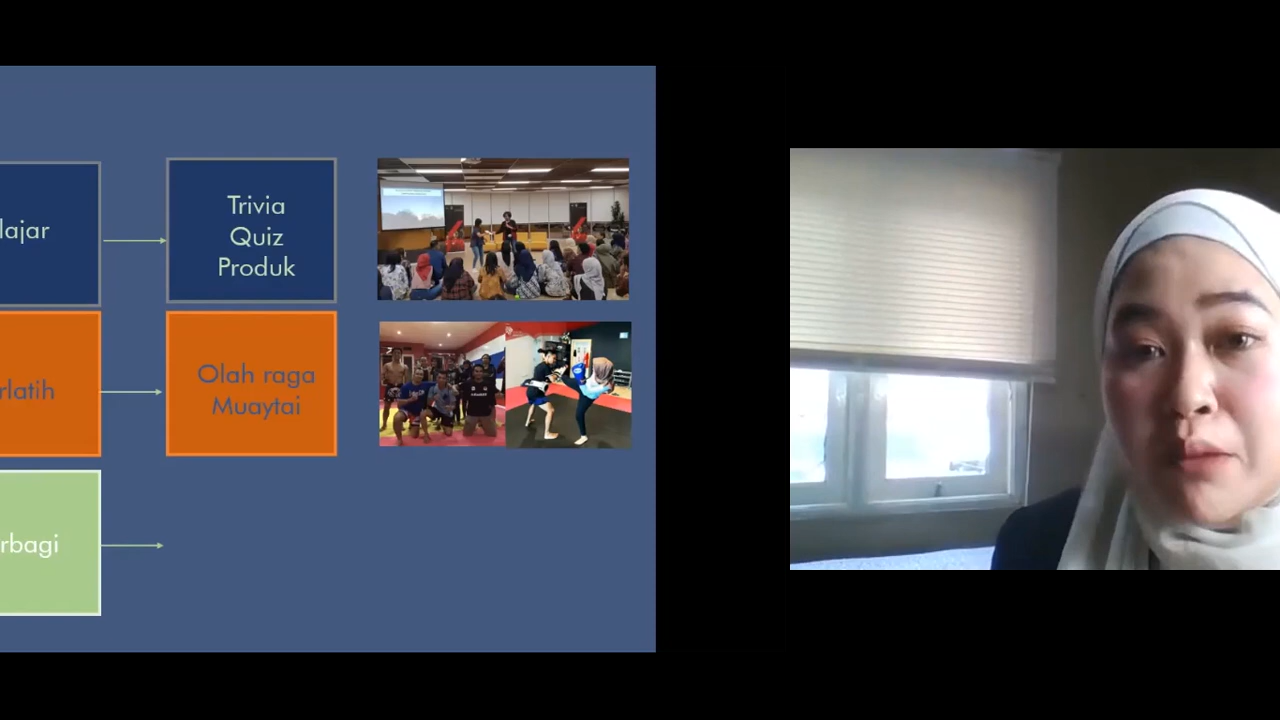 lajar
Trivia
Quiz
Produk
rlatih
Olah raga
Muaytai
rbagi